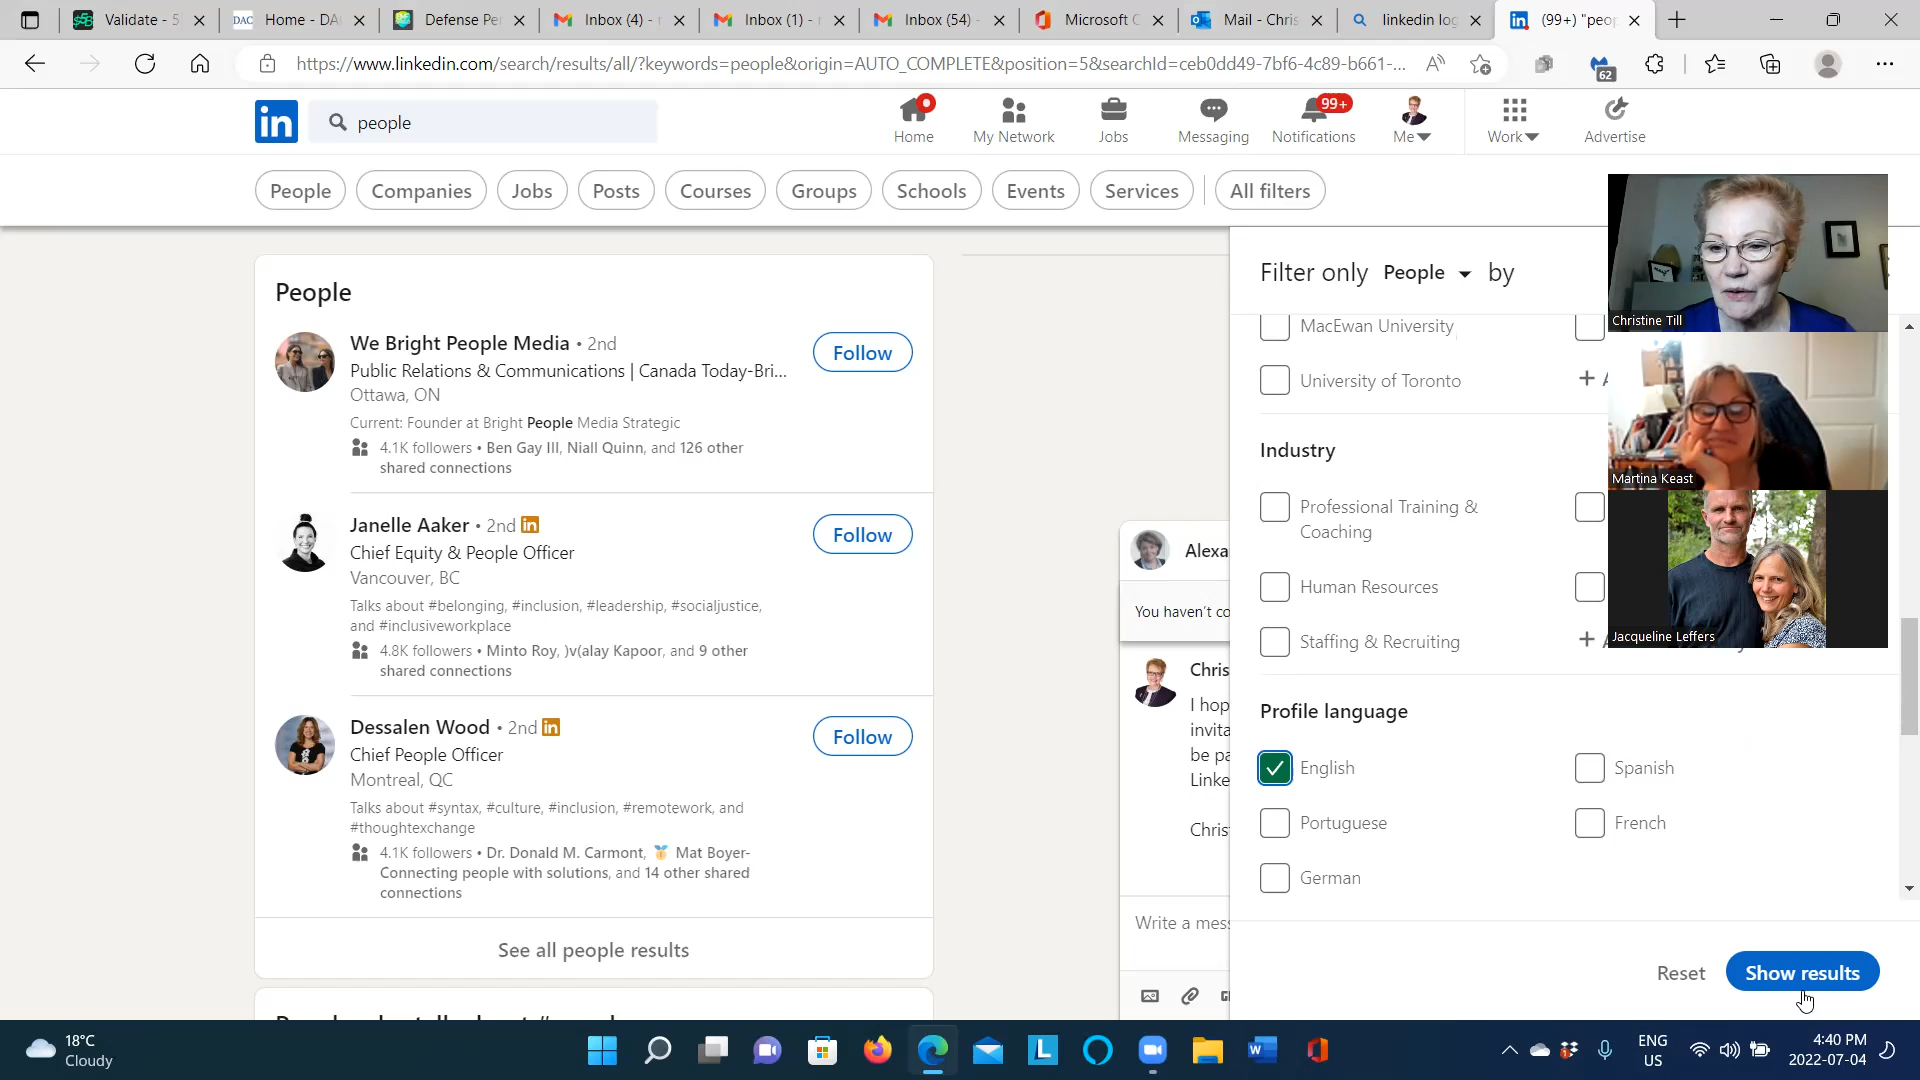 Validate - 5
Home - DA
Defense Pe
Inbox (4) -
Inbox (1) -
Inbox (54) -
Microsoft
Mail - Chris
linkedin log
(99+) "peop
https://www.linkedin.com/search/results/all/?keywords=people&origin=AUTO_COMPLETE&position=5&searchId=ceb0dd49-7bf6-4c89-b661-...
62
in
people
Home
My Network
Jobs
Messaging
99+
Notifications
Me
Work
Advertise
People
Companies
Jobs
Posts
Courses
Groups
Schools
Events
Services
All filters
People
We Bright People Media • 2nd
Public Relations & Communications | Canada Today-Bri...
Ottawa, ON
Current: Founder at Bright People Media Strategic
4.1K followers • Ben Gay III, Niall Quinn, and 126 other
shared connections
Follow
Janelle Aaker • 2nd in
Chief Equity & People Officer
Vancouver, BC
Talks about #belonging, #inclusion, #leadership, #socialjustice,
and #inclusiveworkplace
4.8K followers • Minto Roy, )v(alay Kapoor, and 9 other
shared connections
Follow
Dessalen Wood • 2nd in
Chief People Officer
Montreal, QC
Talks about #syntax, #culture, #inclusion, #remotework, and
#thoughtexchange
4.1K followers • Dr. Donald M. Carmont, 🏅 Mat Boyer-
Connecting people with solutions, and 14 other shared
connections
Follow
See all people results
Alexa
You haven't co
Chris
I hop
invita
be pa
Linke
Chris
Write a mess
Filter only People by
MacEwan University
University of Toronto
+ A
Industry
Professional Training &
Coaching
Human Resources
Staffing & Recruiting
+ A
Profile language
English
Spanish
Portuguese
French
German
Reset
Show results
Christine Till
Martina Keast
Jacqueline Leffers
18°C
Cloudy
ENG
US
4:40 PM
2022-07-04